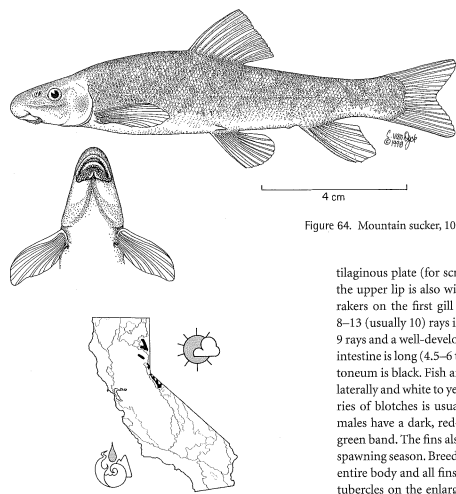 © 1998
4 cm
Figure 64. Mountain sucker, 10
tilaginous plate (for scr
the upper lip is also wi
rakers on the first gill
8–13 (usually 10) rays i
9 rays and a well-develo
intestine is long (4.5–6 t
toneum is black. Fish a
laterally and white to ye
ries of blotches is usua
males have a dark, red-
green band. The fins als
spawning season. Breed
entire body and all fins
tubercles on the enlarg